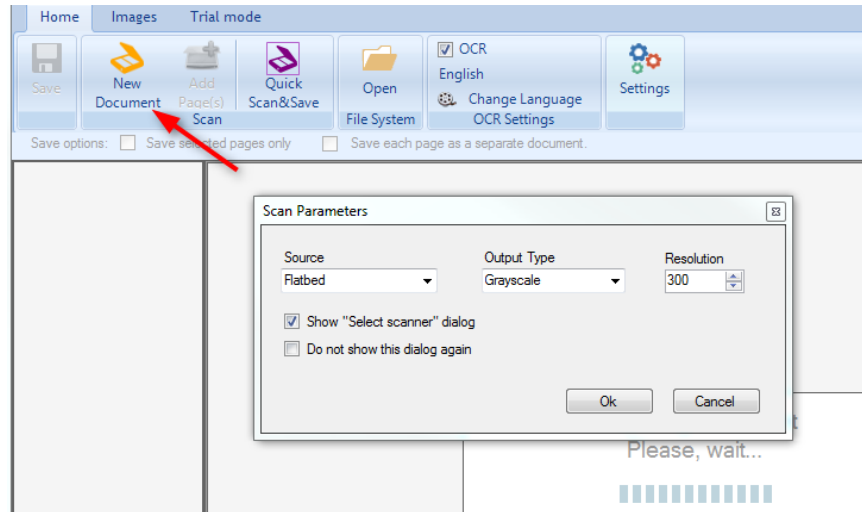 Home Images Trial mode
Save
New Document
Add Page(s)
Quick Scan&Save
Scan
Open
File System
OCR
English
Change Language
OCR Settings
Settings
Save options: Save selected pages only Save each page as a separate document.
Scan Parameters
Source Output Type Resolution
Flatbed Grayscale 300
Show "Select scanner" dialog
Do not show this dialog again
Ok Cancel
Please, wait...